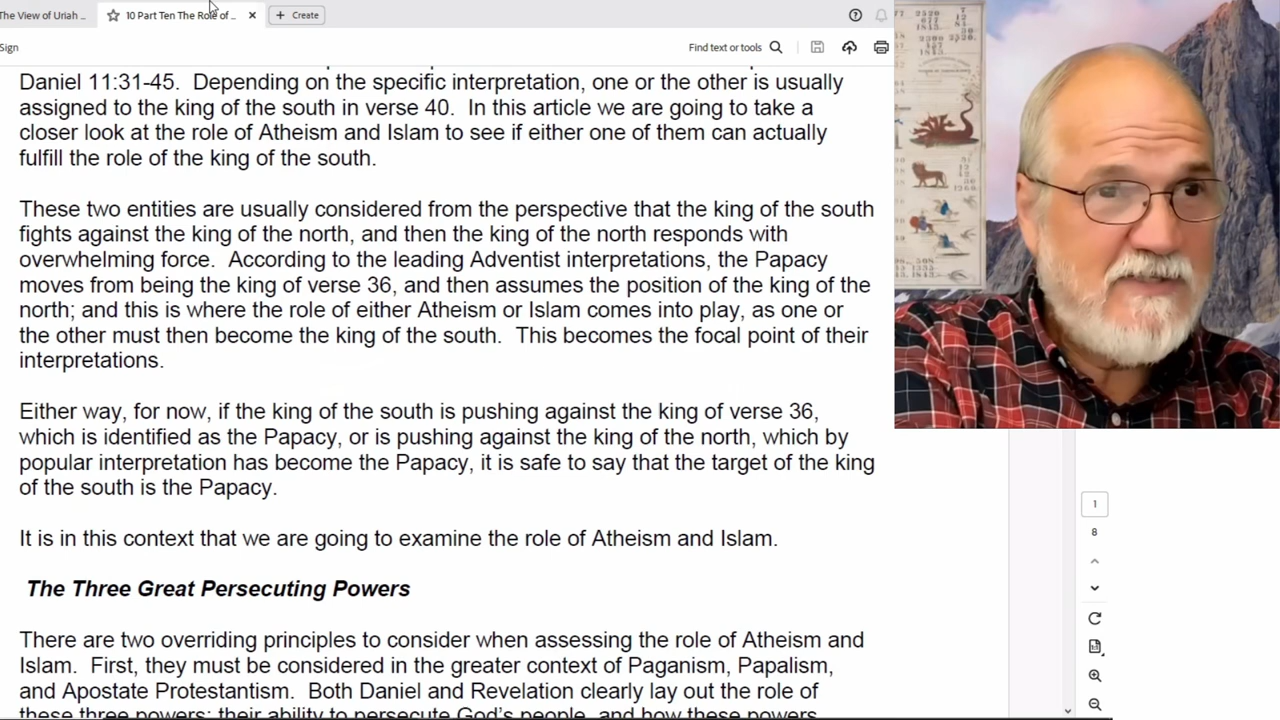 The View of Uriah ...
10 Part Ten The Role of ...
Create
Sign
Find text or tools
Daniel 11:31-45. Depending on the specific interpretation, one or the other is usually
assigned to the king of the south in verse 40. In this article we are going to take a
closer look at the role of Atheism and Islam to see if either one of them can actually
fulfill the role of the king of the south.
These two entities are usually considered from the perspective that the king of the south
fights against the king of the north, and then the king of the north responds with
overwhelming force. According to the leading Adventist interpretations, the Papacy
moves from being the king of verse 36, and then assumes the position of the king of the
north; and this is where the role of either Atheism or Islam comes into play, as one or
the other must then become the king of the south. This becomes the focal point of their
interpretations.
Either way, for now, if the king of the south is pushing against the king of verse 36,
which is identified as the Papacy, or is pushing against the king of the north, which by
popular interpretation has become the Papacy, it is safe to say that the target of the king
of the south is the Papacy.
It is in this context that we are going to examine the role of Atheism and Islam.
The Three Great Persecuting Powers
There are two overriding principles to consider when assessing the role of Atheism and
Islam. First, they must be considered in the greater context of Paganism, Papalism,
and Apostate Protestantism. Both Daniel and Revelation clearly lay out the role of
these three powers; their ability to persecute God's people, and how these powers
1
8